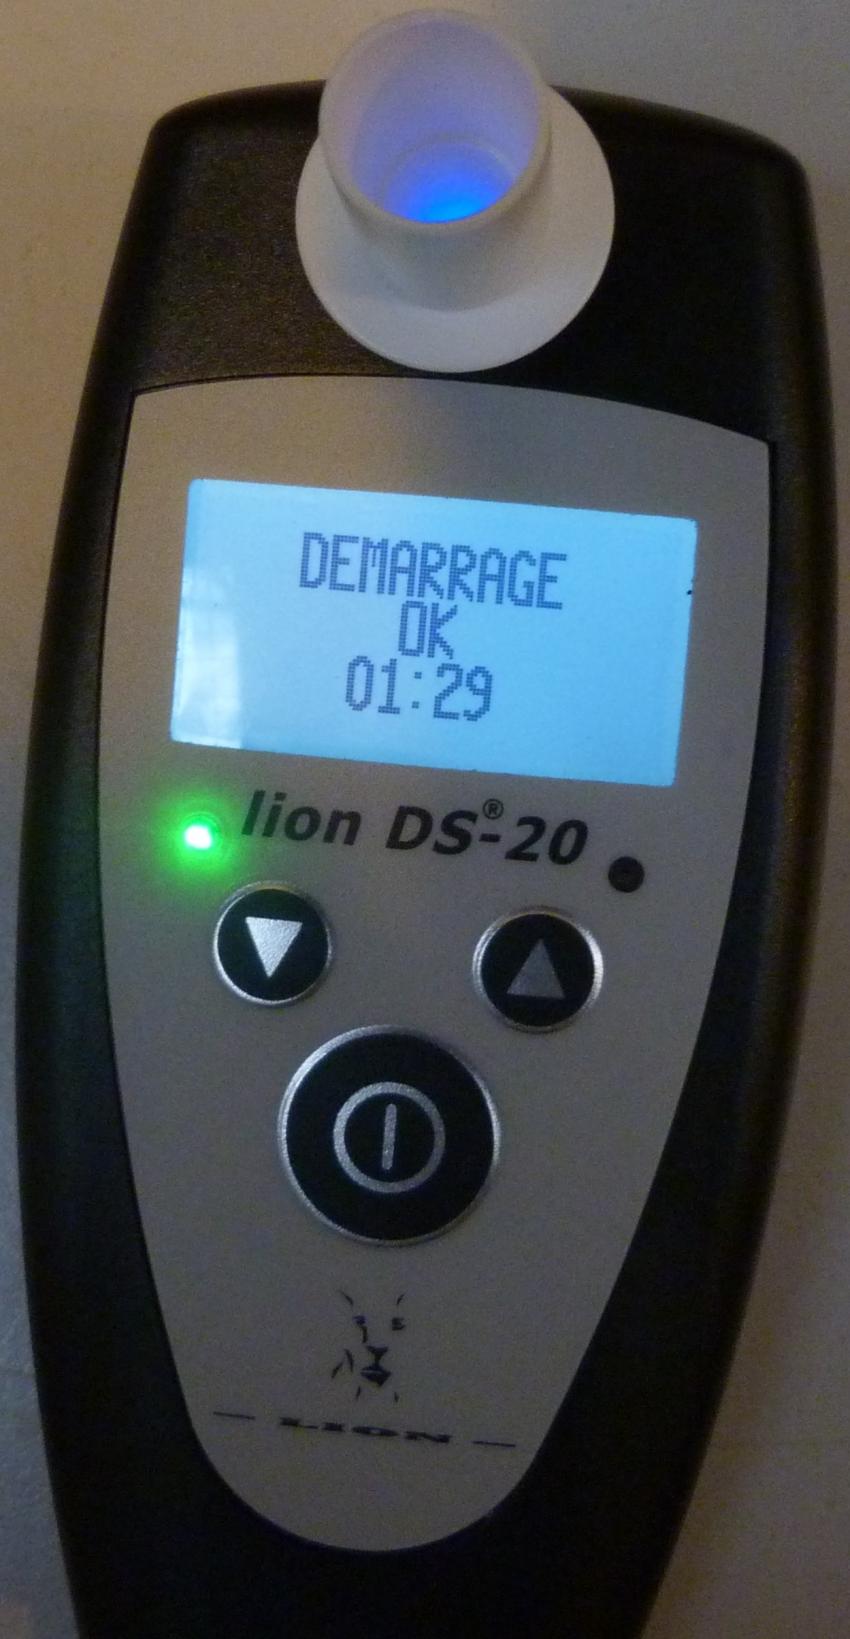 DEMARRAGE
OK
01:29
lion DS®-20
— LION —